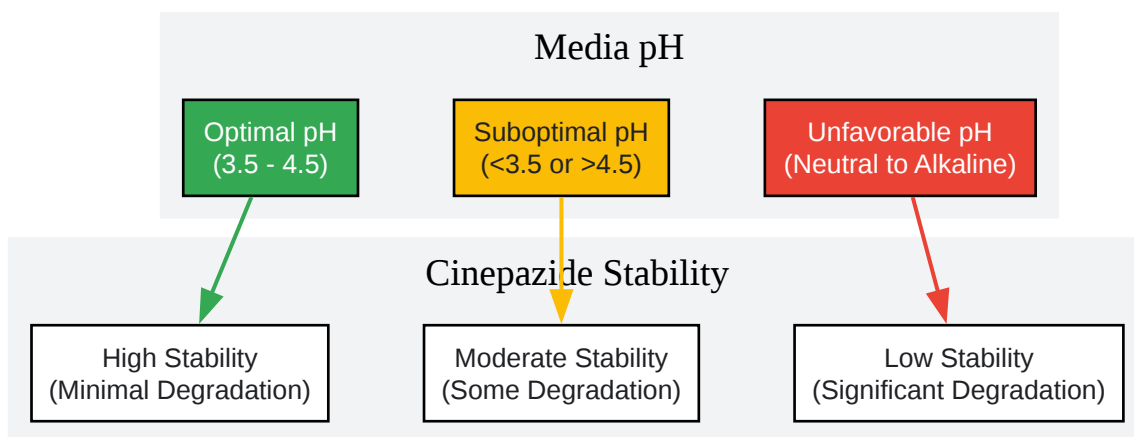 Media pH
Optimal pH
(3.5 - 4.5)
Suboptimal pH
(<3.5 or >4.5)
Unfavorable pH
(Neutral to Alkaline)
Cinepazide Stability
High Stability
(Minimal Degradation)
Moderate Stability
(Some Degradation)
Low Stability
(Significant Degradation)